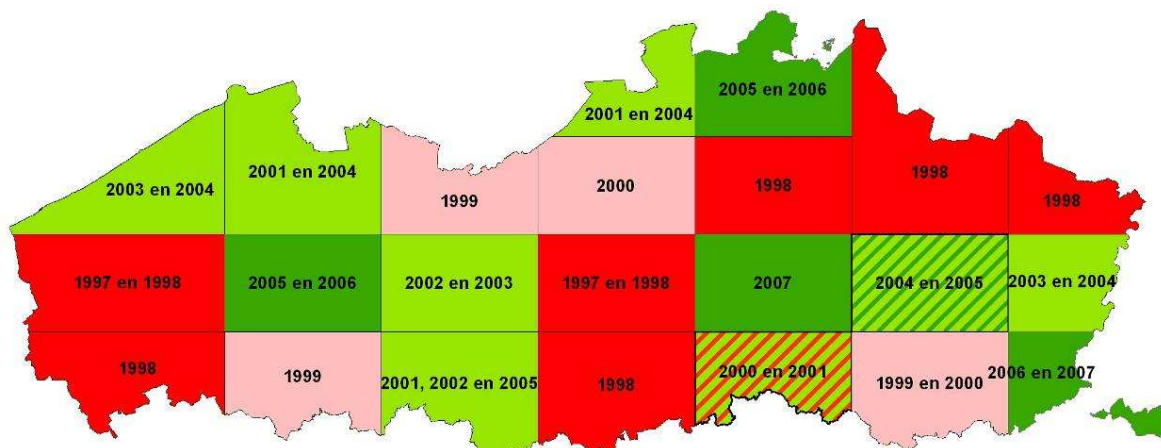 2005 en 2006
2001 en 2004
2001 en 2004
2003 en 2004
1999
2000
1998
1998
1998
1997 en 1998
2005 en 2006
2002 en 2003
1997 en 1998
2007
2004 en 2005
2003 en 2004
1998
1999
2001, 2002 en 2005
1998
2000 en 2001
1999 en 2000
2006 en 2007